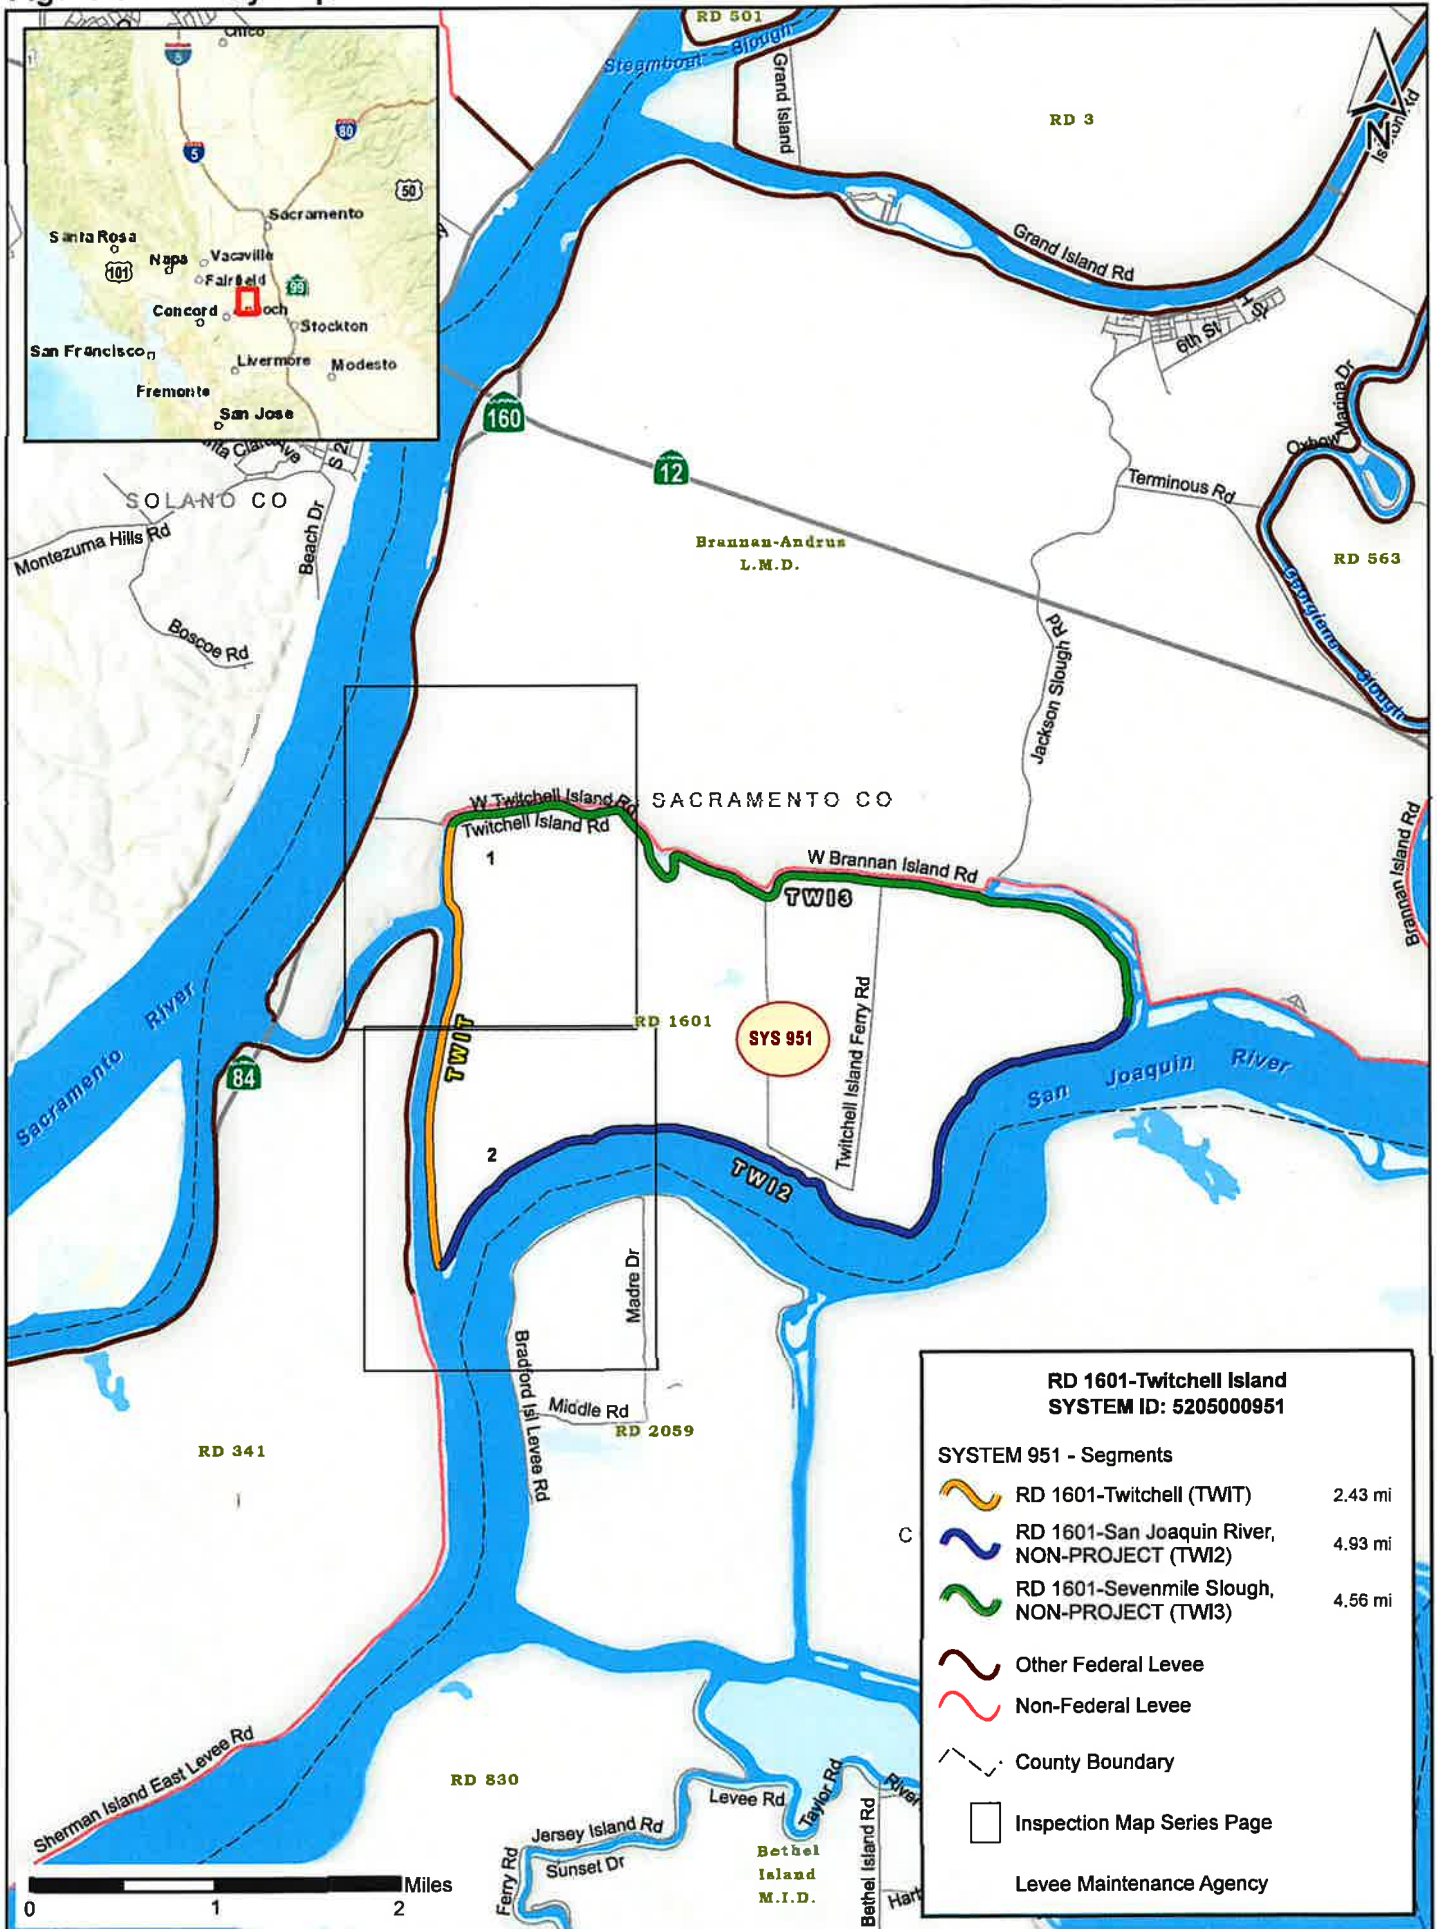 Chico
5
80
5
50
Sacramento
Santa Rosa
Napa
101
Vacaville
Fairfield
99
Concord
Stockton
San Francisco
Livermore
Modesto
Fremonte
San Jose
RD 501
Steamboat Slough
Grand Island
RD 3
N
Grand Island Rd
6th St
Marina Dr
Oxbow
160
12
Terminous Rd
SOLANO CO
Montezuma Hills Rd
Beach Dr
Boscoe Rd
Brannan-Andrus
L.M.D.
RD 563
Georgiana Slough
Jackson Slough Rd
W Twitchell Island Rd
SACRAMENTO CO
Twitchell Island Rd
1
W Brannan Island Rd
TWI3
Brannan Island Rd
Sacramento River
TWIT
RD 1601
SYS 951
Twitchell Island Ferry Rd
84
San Joaquin River
2
TWI2
Madre Dr
Bradford Isl Levee Rd
Middle Rd
RD 2059
RD 341
C
Sherman Island East Levee Rd
RD 830
Levee Rd
Taylor Rd
River
Jersey Island Rd
Sunset Dr
Ferry Rd
Bethel
Island
M.I.D.
Bethel Island Rd
Harb
Miles
0 1 2
RD 1601-Twitchell Island
SYSTEM ID: 5205000951
SYSTEM 951 - Segments
RD 1601-Twitchell (TWIT) 2.43 mi
RD 1601-San Joaquin River,
NON-PROJECT (TWI2) 4.93 mi
RD 1601-Sevenmile Slough,
NON-PROJECT (TWI3) 4.56 mi
Other Federal Levee
Non-Federal Levee
County Boundary
Inspection Map Series Page
Levee Maintenance Agency